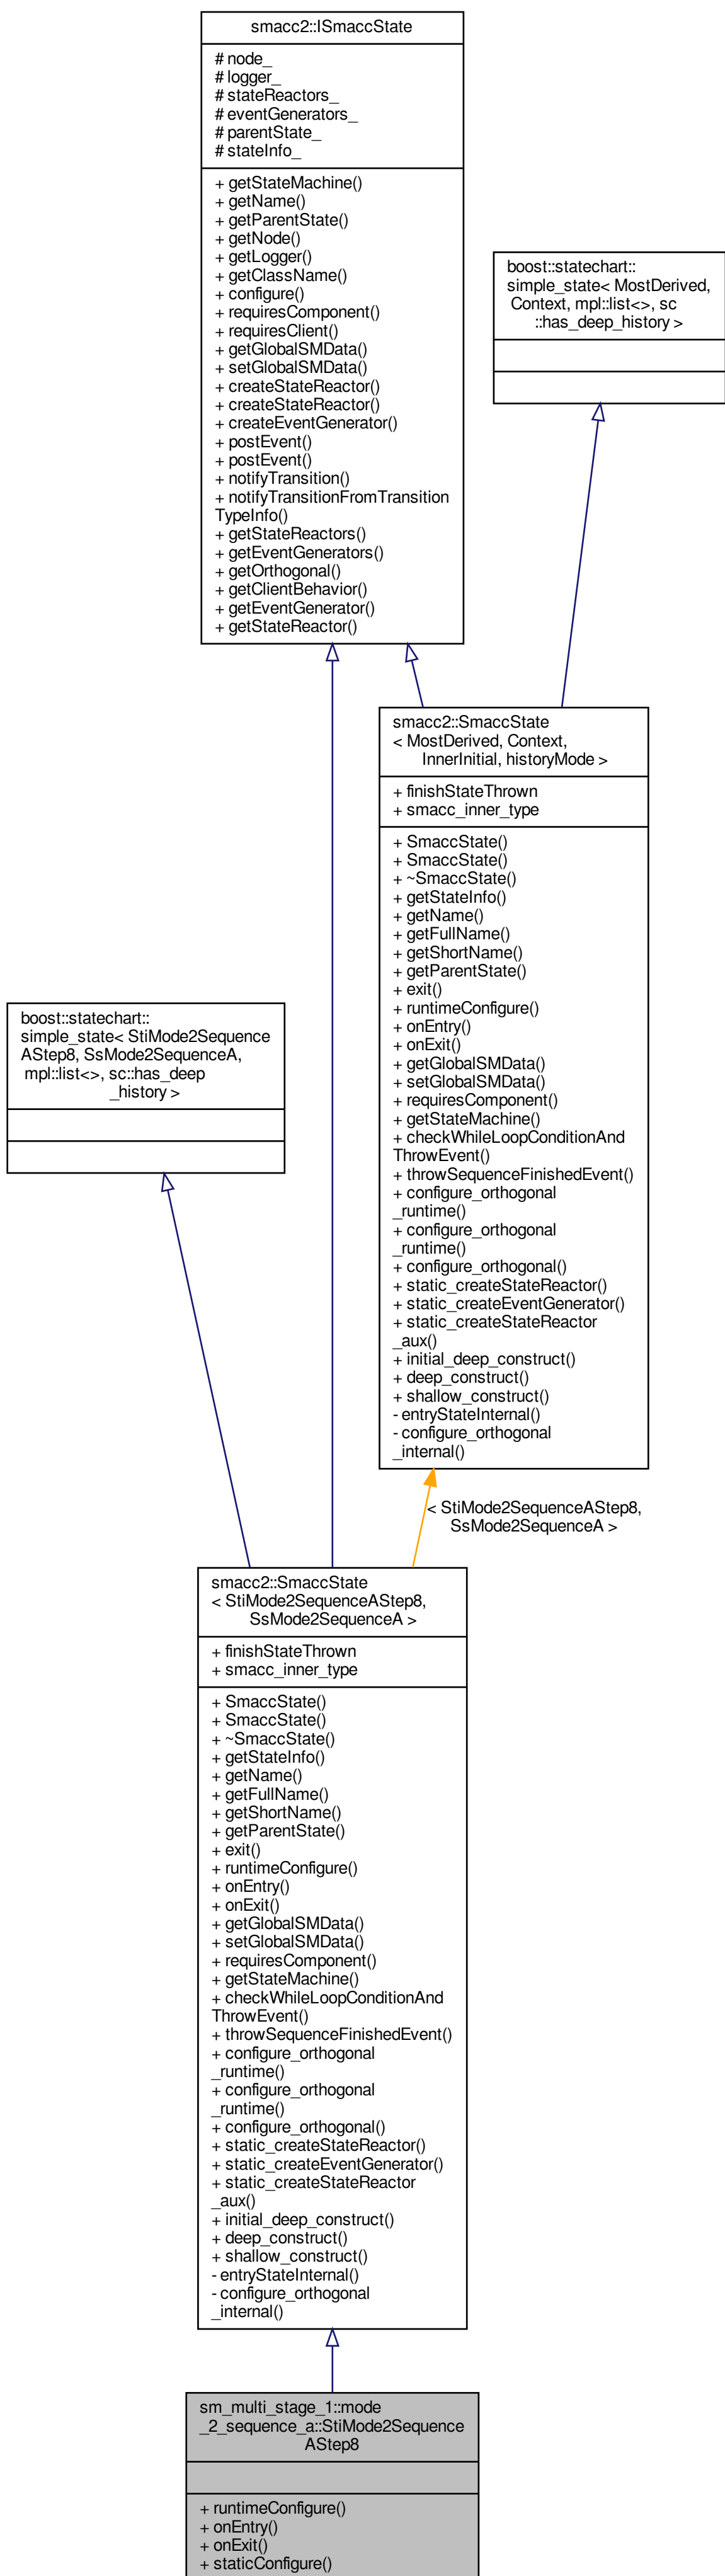 smacc2::ISmaccState
# node_
# logger_
# stateReactors_
# eventGenerators_
# parentState_
# stateInfo_
+ getStateMachine()
+ getName()
+ getParentState()
+ getNode()
+ getLogger()
+ getClassName()
+ configure()
+ requiresComponent()
+ requiresClient()
+ getGlobalSMData()
+ setGlobalSMData()
+ createStateReactor()
+ createStateReactor()
+ createEventGenerator()
+ postEvent()
+ postEvent()
+ notifyTransition()
+ notifyTransitionFromTransition
TypeInfo()
+ getStateReactors()
+ getEventGenerators()
+ getOrthogonal()
+ getClientBehavior()
+ getEventGenerator()
+ getStateReactor()
boost::statechart::
simple_state< MostDerived,
Context, mpl::list<>, sc
::has_deep_history >
smacc2::SmaccState
< MostDerived, Context,
InnerInitial, historyMode >
+ finishStateThrown
+ smacc_inner_type
+ SmaccState()
+ SmaccState()
+ ~SmaccState()
+ getStateInfo()
+ getName()
+ getFullName()
+ getShortName()
+ getParentState()
+ exit()
+ runtimeConfigure()
+ onEntry()
+ onExit()
+ getGlobalSMData()
+ setGlobalSMData()
+ requiresComponent()
+ getStateMachine()
+ checkWhileLoopConditionAnd
ThrowEvent()
+ throwSequenceFinishedEvent()
+ configure_orthogonal
_runtime()
+ configure_orthogonal
_runtime()
+ configure_orthogonal()
+ static_createStateReactor()
+ static_createEventGenerator()
+ static_createStateReactor
_aux()
+ initial_deep_construct()
+ deep_construct()
+ shallow_construct()
- entryStateInternal()
- configure_orthogonal
_internal()
boost::statechart::
simple_state< StiMode2Sequence
AStep8, SsMode2SequenceA,
mpl::list<>, sc::has_deep
_history >
< StiMode2SequenceAStep8,
SsMode2SequenceA >
smacc2::SmaccState
< StiMode2SequenceAStep8,
SsMode2SequenceA >
+ finishStateThrown
+ smacc_inner_type
+ SmaccState()
+ SmaccState()
+ ~SmaccState()
+ getStateInfo()
+ getName()
+ getFullName()
+ getShortName()
+ getParentState()
+ exit()
+ runtimeConfigure()
+ onEntry()
+ onExit()
+ getGlobalSMData()
+ setGlobalSMData()
+ requiresComponent()
+ getStateMachine()
+ checkWhileLoopConditionAnd
ThrowEvent()
+ throwSequenceFinishedEvent()
+ configure_orthogonal
_runtime()
+ configure_orthogonal
_runtime()
+ configure_orthogonal()
+ static_createStateReactor()
+ static_createEventGenerator()
+ static_createStateReactor
_aux()
+ initial_deep_construct()
+ deep_construct()
+ shallow_construct()
- entryStateInternal()
- configure_orthogonal
_internal()
sm_multi_stage_1::mode
_2_sequence_a::StiMode2Sequence
AStep8
+ runtimeConfigure()
+ onEntry()
+ onExit()
+ staticConfigure()